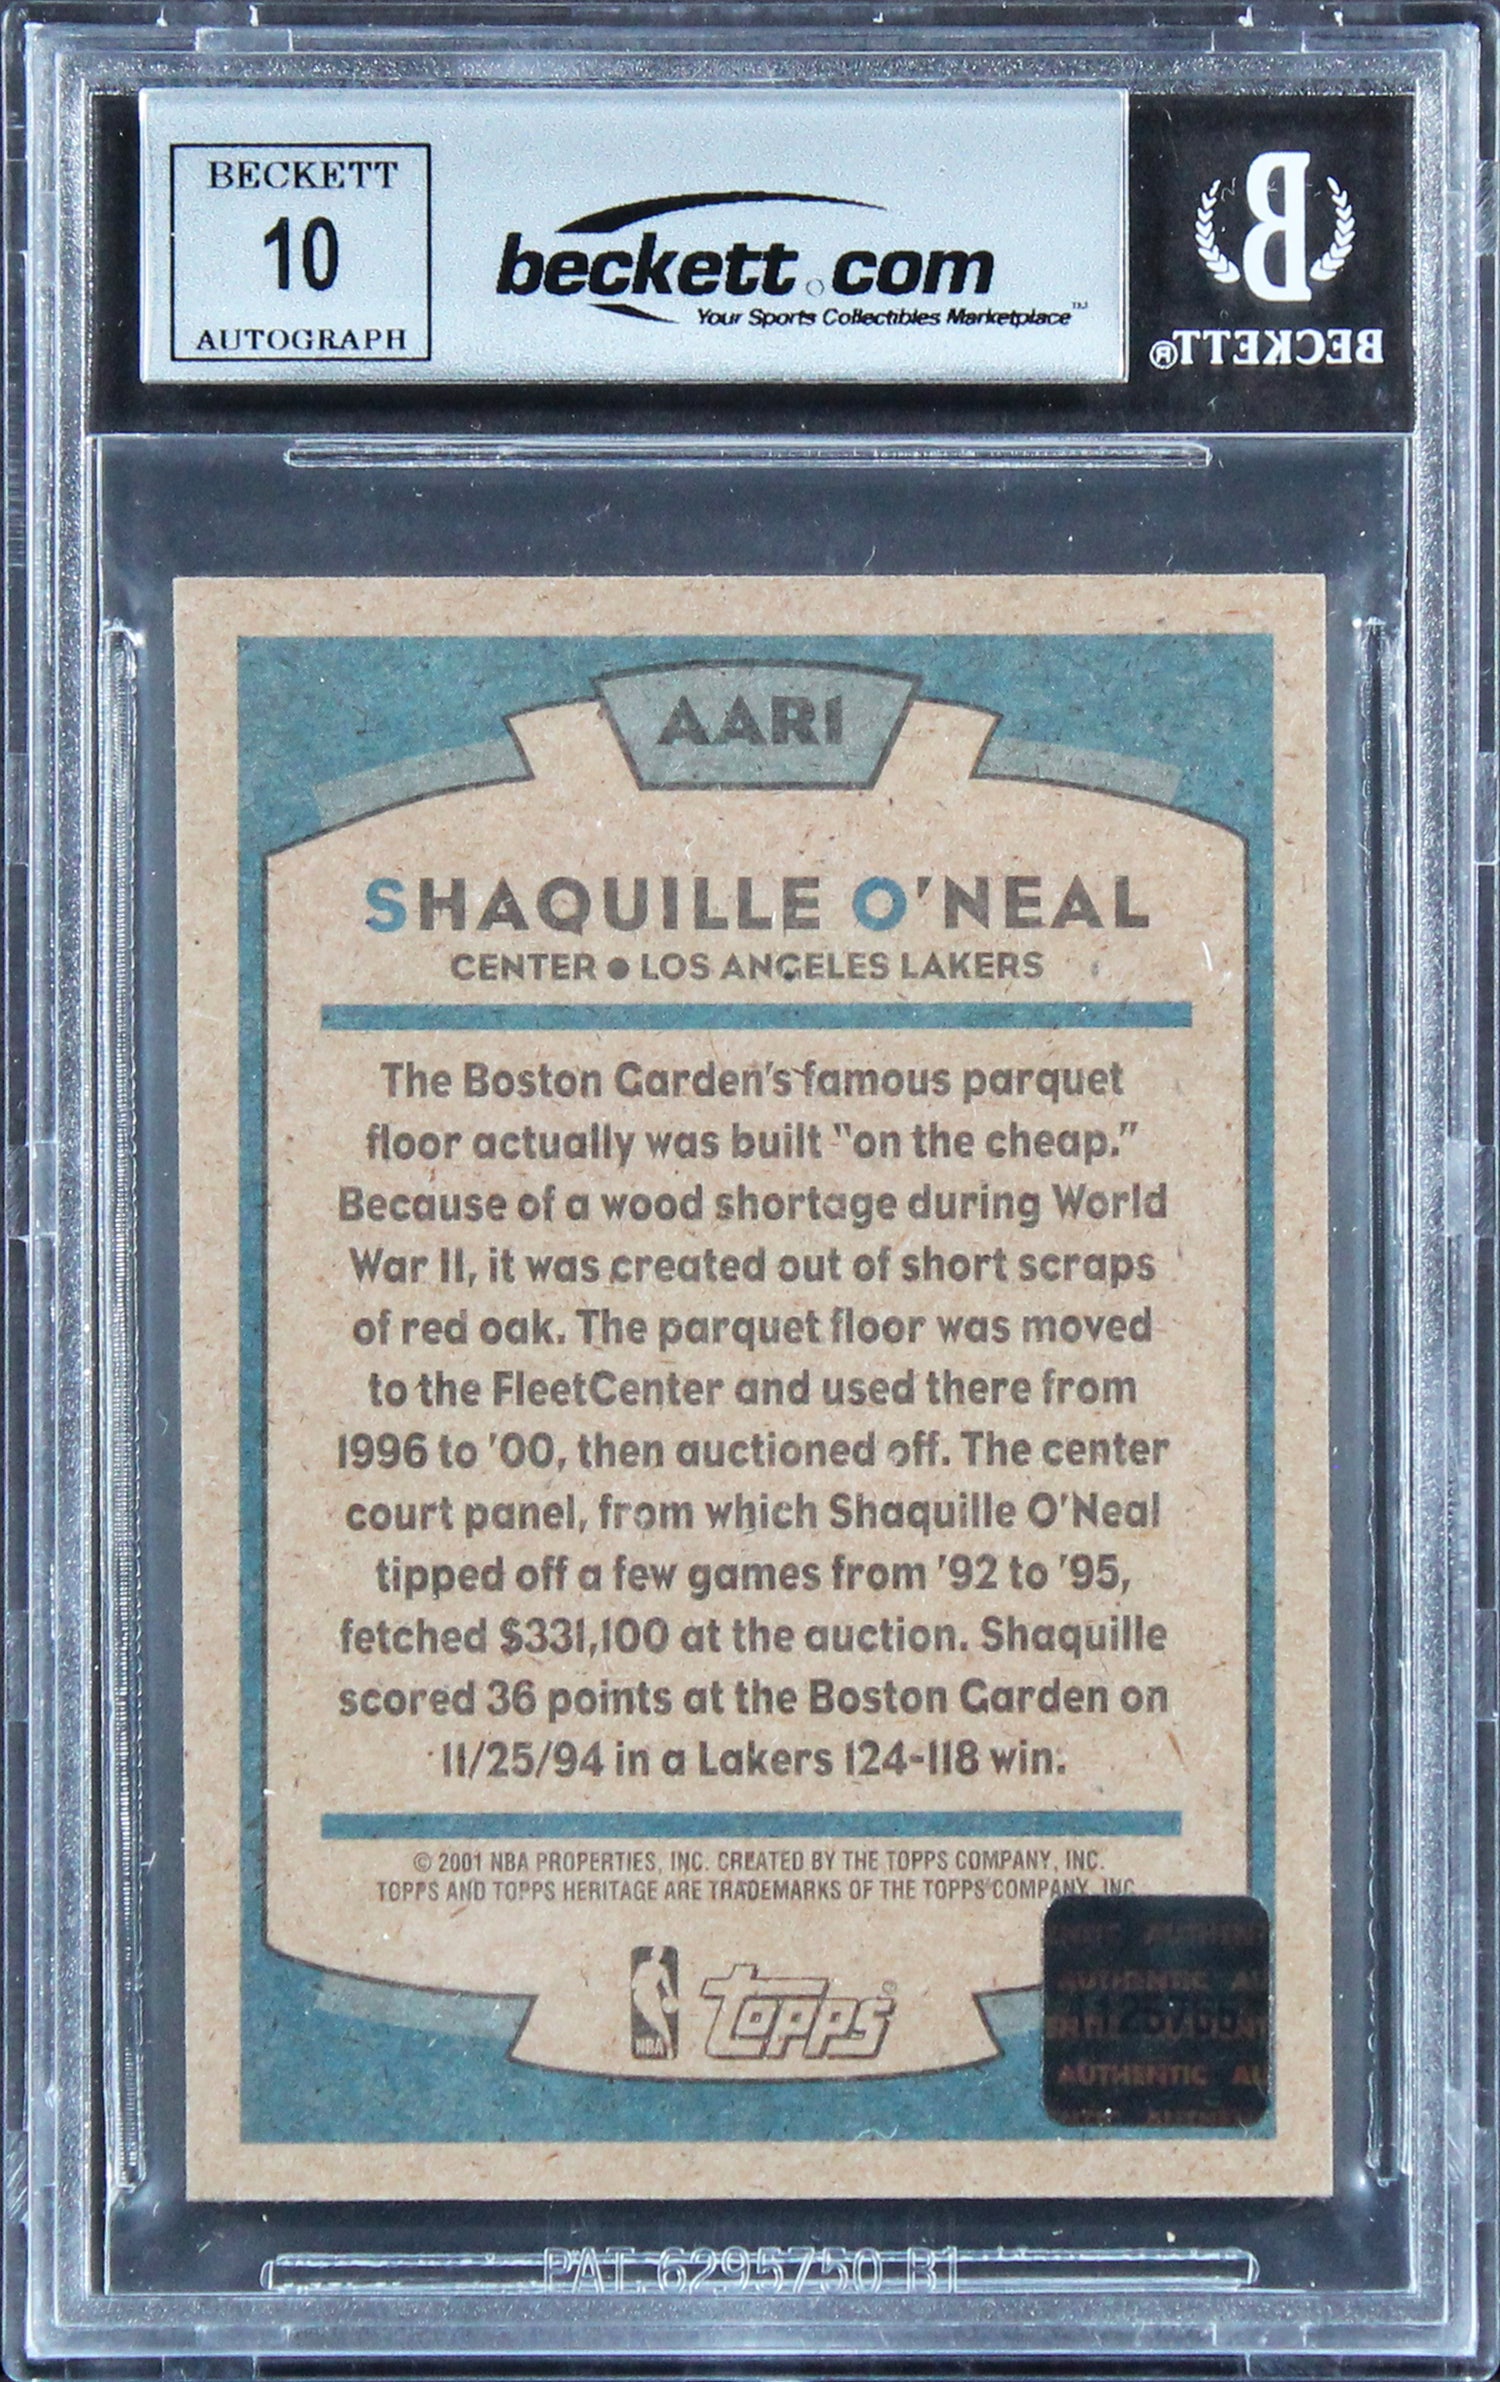 BECKETT
10
AUTOGRAPH
beckett.com
Your Sports Collectibles Marketplace™
BECKETT®
AARI
SHAQUILLE O'NEAL
CENTER ● LOS ANGELES LAKERS
The Boston Garden's famous parquet
floor actually was built "on the cheap."
Because of a wood shortage during World
War II, it was created out of short scraps
of red oak. The parquet floor was moved
to the FleetCenter and used there from
1996 to '00, then auctioned off. The center
court panel, from which Shaquille O'Neal
tipped off a few games from '92 to '95,
fetched $331,100 at the auction. Shaquille
scored 36 points at the Boston Garden on
11/25/94 in a Lakers 124-118 win.
© 2001 NBA PROPERTIES, INC. CREATED BY THE TOPPS COMPANY, INC.
TOPPS AND TOPPS HERITAGE ARE TRADEMARKS OF THE TOPPS COMPANY, INC
NBA
TOPPS
AUTHENTIC
AUTHENTIC
PAT. 6295750 B1